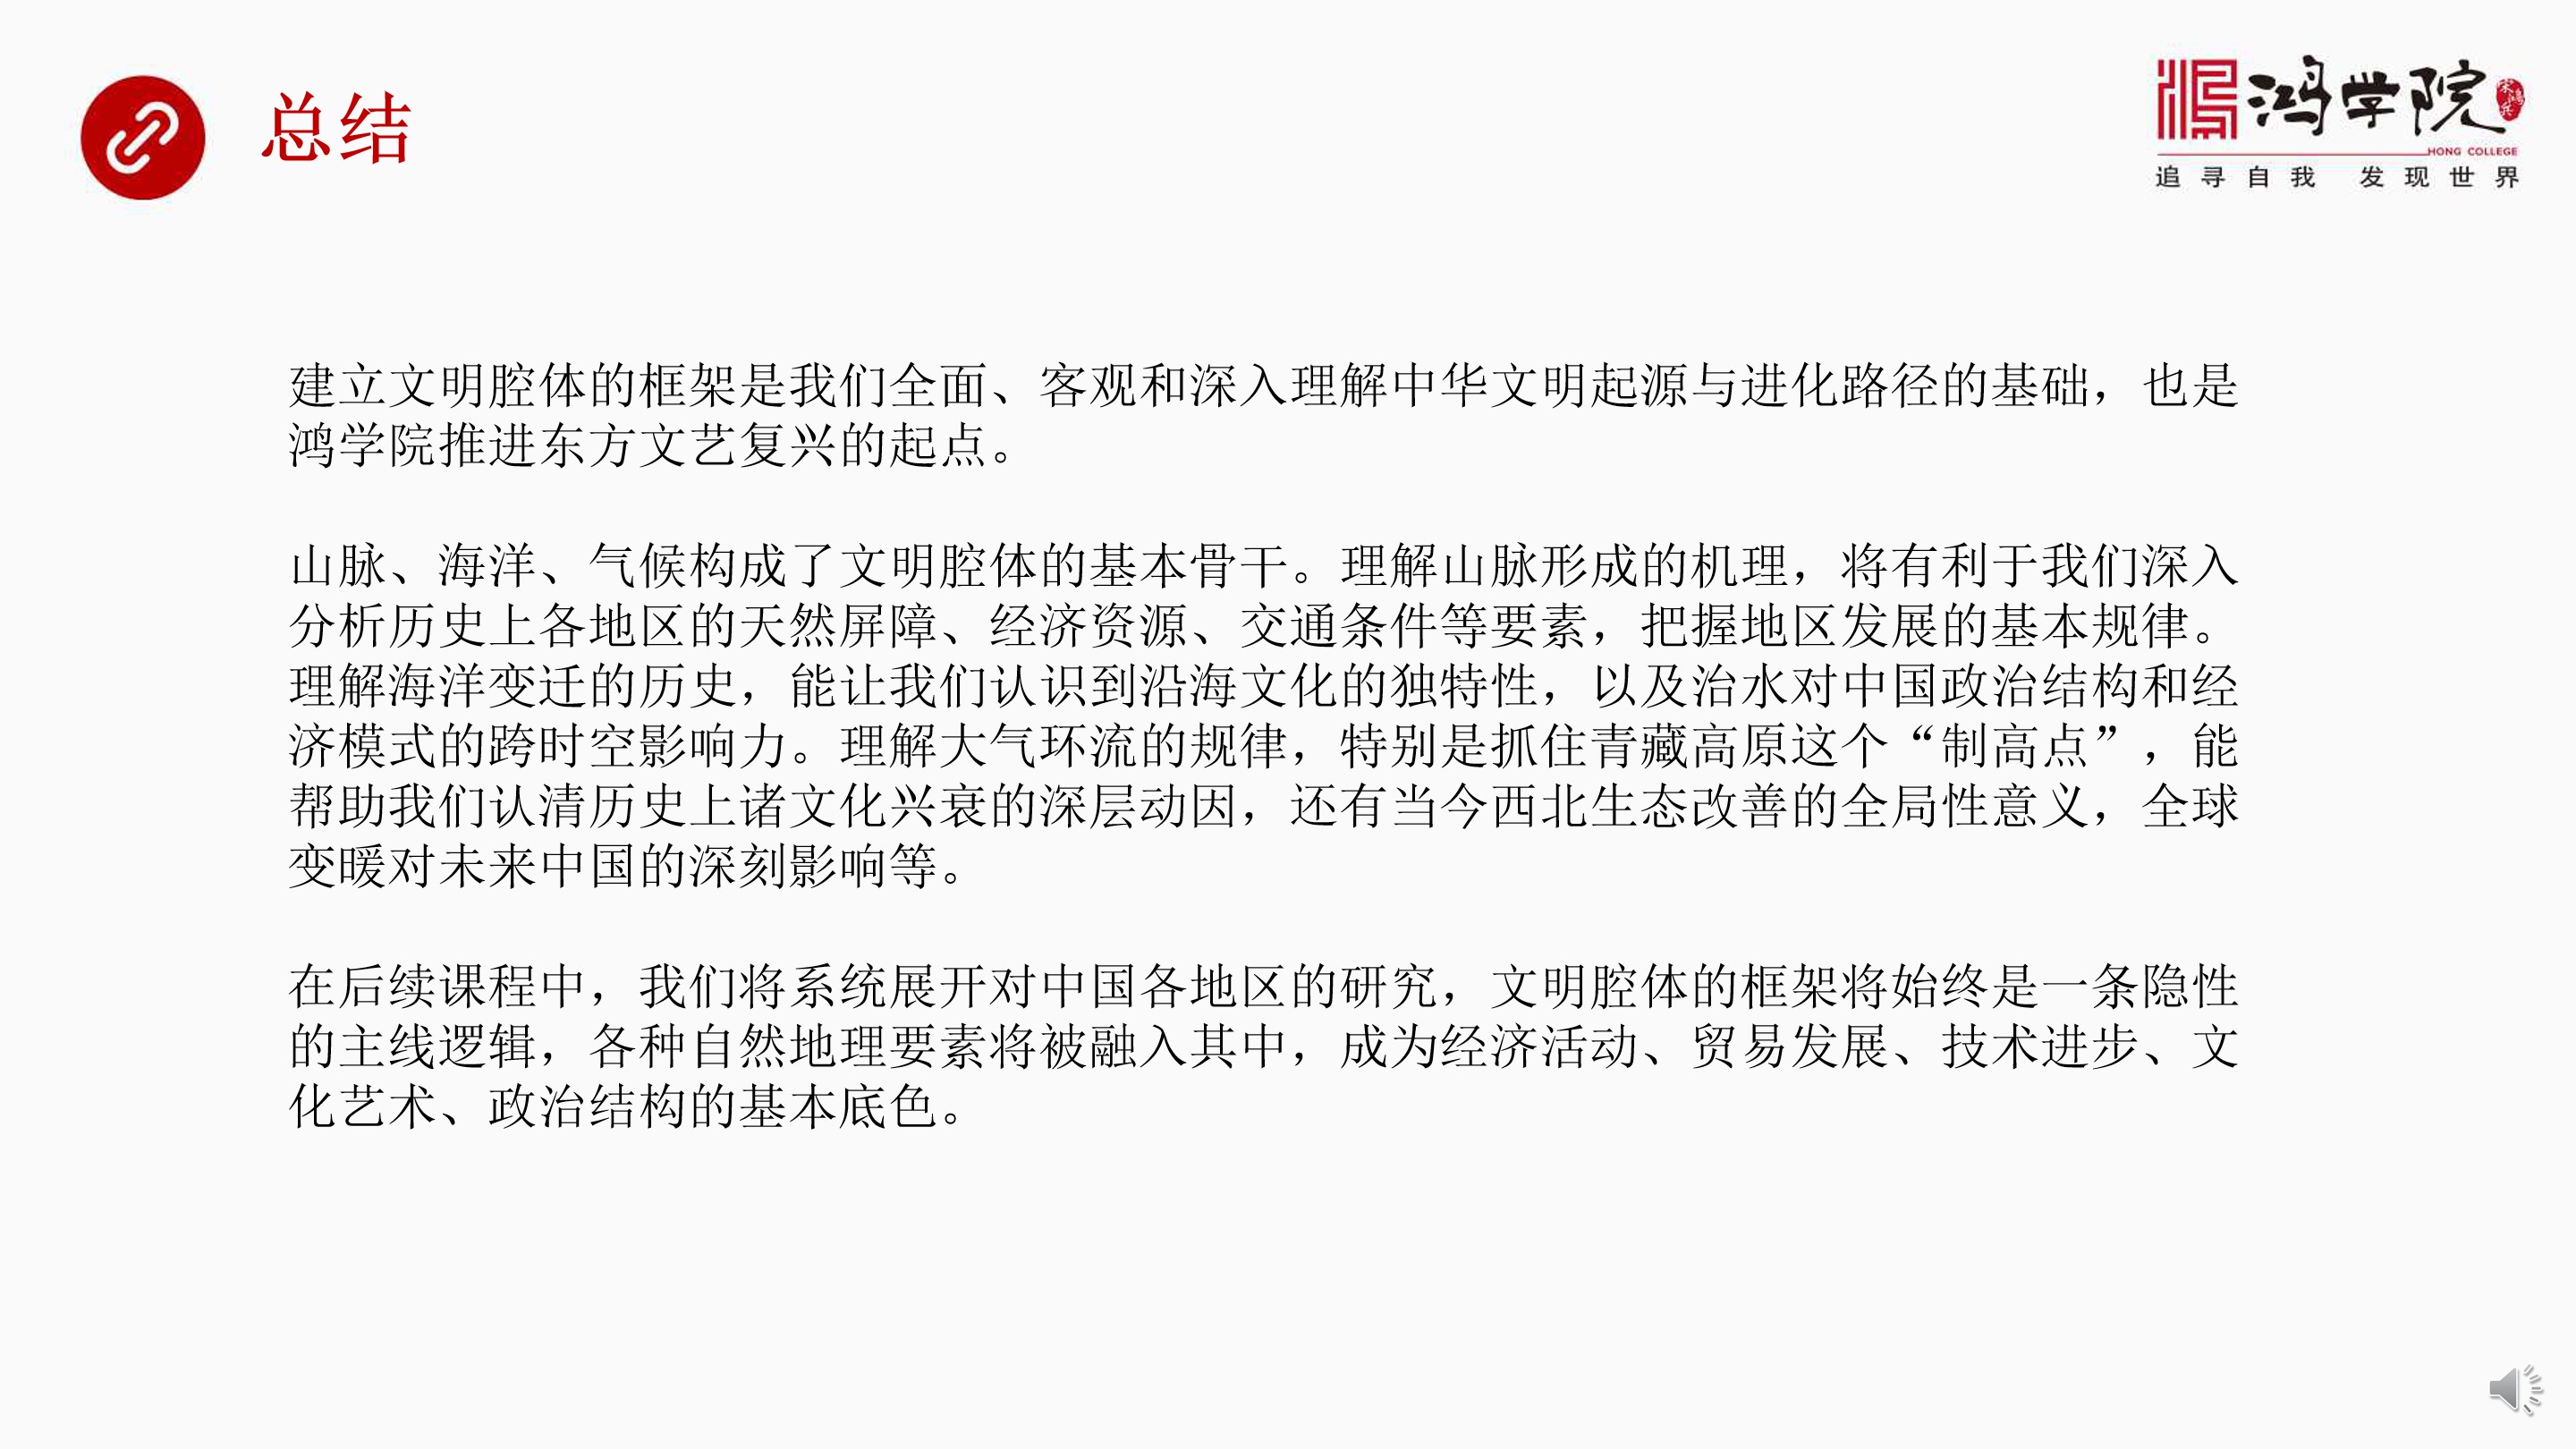 总结
鸿学院
HONG COLLEGE
追寻自我 发现世界
建立文明腔体的框架是我们全面、客观和深入理解中华文明起源与进化路径的基础，也是
鸿学院推进东方文艺复兴的起点。
山脉、海洋、气候构成了文明腔体的基本骨干。理解山脉形成的机理，将有利于我们深入
分析历史上各地区的天然屏障、经济资源、交通条件等要素，把握地区发展的基本规律。
理解海洋变迁的历史，能让我们认识到沿海文化的独特性，以及治水对中国政治结构和经
济模式的跨时空影响力。理解大气环流的规律，特别是抓住青藏高原这个“制高点”，能
帮助我们认清历史上诸文化兴衰的深层动因，还有当今西北生态改善的全局性意义，全球
变暖对未来中国的深刻影响等。
在后续课程中，我们将系统展开对中国各地区的研究，文明腔体的框架将始终是一条隐性
的主线逻辑，各种自然地理要素将被融入其中，成为经济活动、贸易发展、技术进步、文
化艺术、政治结构的基本底色。